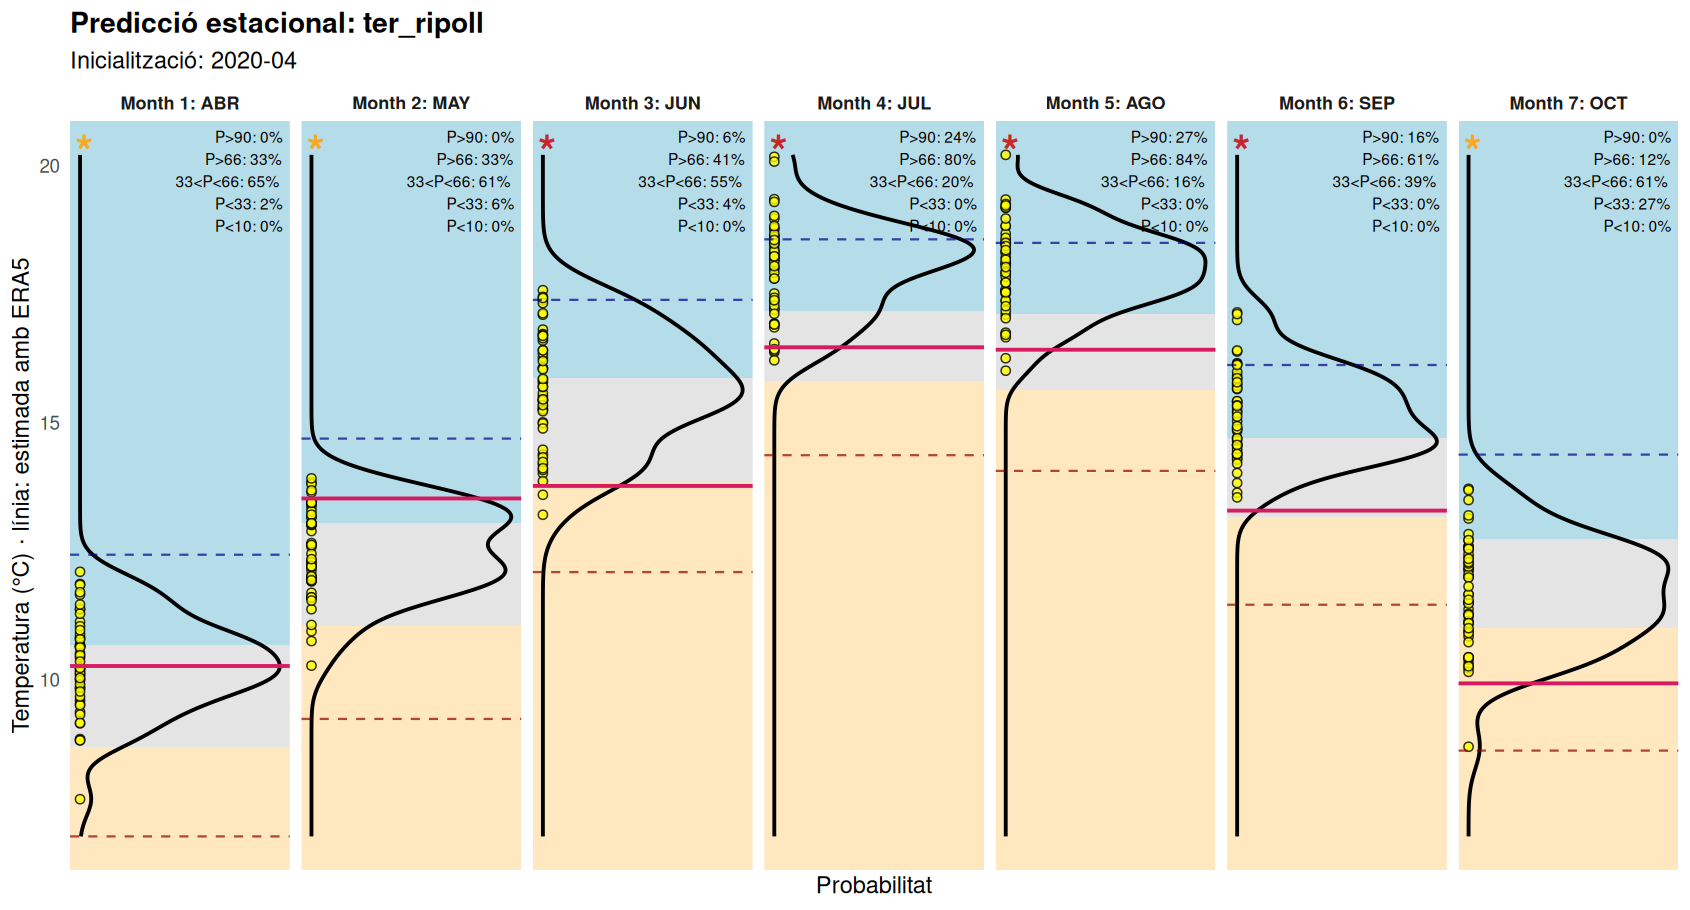 Predicció estacional: ter_ripoll
Inicialització: 2020-04
Month 1: ABR
Month 2: MAY
Month 3: JUN
Month 4: JUL
Month 5: AGO
Month 6: SEP
Month 7: OCT
*
P>90: 0%
P>66: 33%
33<P<66: 65%
P<33: 2%
P<10: 0%
*
P>90: 0%
P>66: 33%
33<P<66: 61%
P<33: 6%
P<10: 0%
*
P>90: 6%
P>66: 41%
33<P<66: 55%
P<33: 4%
P<10: 0%
*
P>90: 24%
P>66: 80%
33<P<66: 20%
P<33: 0%
P<10: 0%
*
P>90: 27%
P>66: 84%
33<P<66: 16%
P<33: 0%
P<10: 0%
*
P>90: 16%
P>66: 61%
33<P<66: 39%
P<33: 0%
P<10: 0%
*
P>90: 0%
P>66: 12%
33<P<66: 61%
P<33: 27%
P<10: 0%
20
15
10
Temperatura (°C) · línia: estimada amb ERA5
Probabilitat